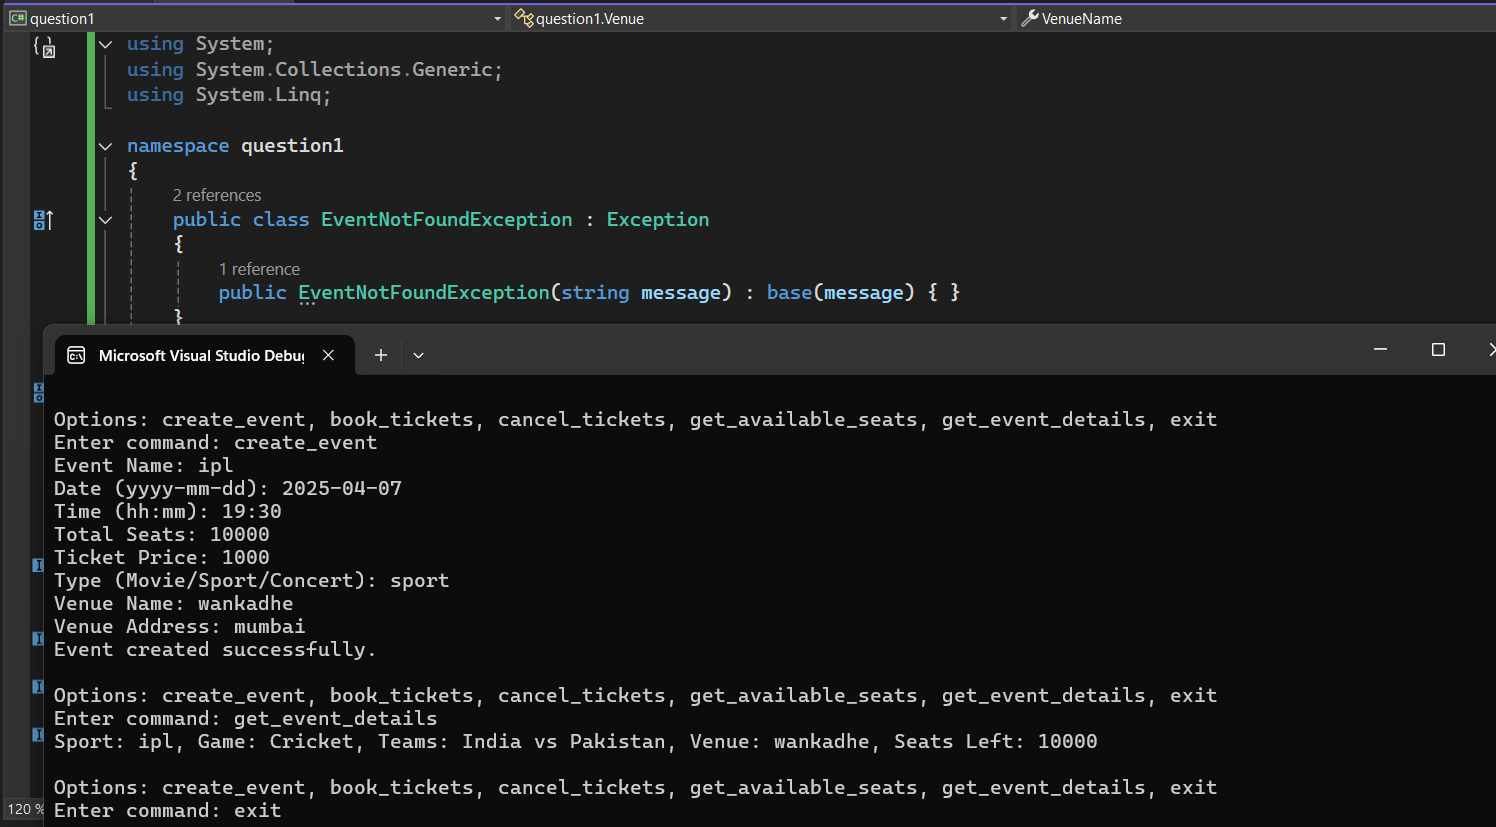 C# question1 question1.Venue VenueName
using System;
using System.Collections.Generic;
using System.Linq;
namespace question1
{
2 references
public class EventNotFoundException : Exception
{
1 reference
public EventNotFoundException(string message) : base(message) { }
}
Microsoft Visual Studio Debug
Options: create_event, book_tickets, cancel_tickets, get_available_seats, get_event_details, exit
Enter command: create_event
Event Name: ipl
Date (yyyy-mm-dd): 2025-04-07
Time (hh:mm): 19:30
Total Seats: 10000
Ticket Price: 1000
Type (Movie/Sport/Concert): sport
Venue Name: wankadhe
Venue Address: mumbai
Event created successfully.
Options: create_event, book_tickets, cancel_tickets, get_available_seats, get_event_details, exit
Enter command: get_event_details
Sport: ipl, Game: Cricket, Teams: India vs Pakistan, Venue: wankadhe, Seats Left: 10000
Options: create_event, book_tickets, cancel_tickets, get_available_seats, get_event_details, exit
120 % Enter command: exit